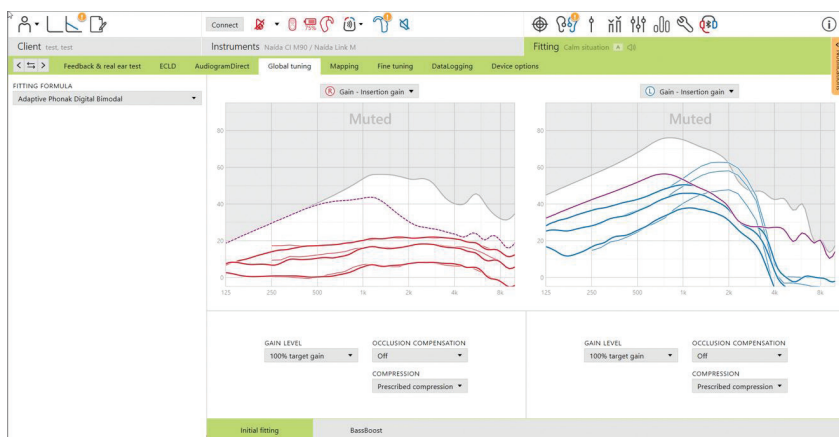 Connect
75%
Client test, test
Instruments Naída CI M90 / Naída Link M
Fitting Calm situation A
Feedback & real ear test ECLD AudiogramDirect Global tuning Mapping Fine tuning DataLogging Device options
FITTING FORMULA
Adaptive Phonak Digital Bimodal
R Gain - Insertion gain
L Gain - Insertion gain
Muted
80
60
40
20
0
125 250 500 1k 2k 4k 8k
Muted
80
60
40
20
0
125 250 500 1k 2k 4k 8k
GAIN LEVEL
100% target gain
OCCLUSION COMPENSATION
Off
COMPRESSION
Prescribed compression
GAIN LEVEL
100% target gain
OCCLUSION COMPENSATION
Off
COMPRESSION
Prescribed compression
Initial fitting BassBoost